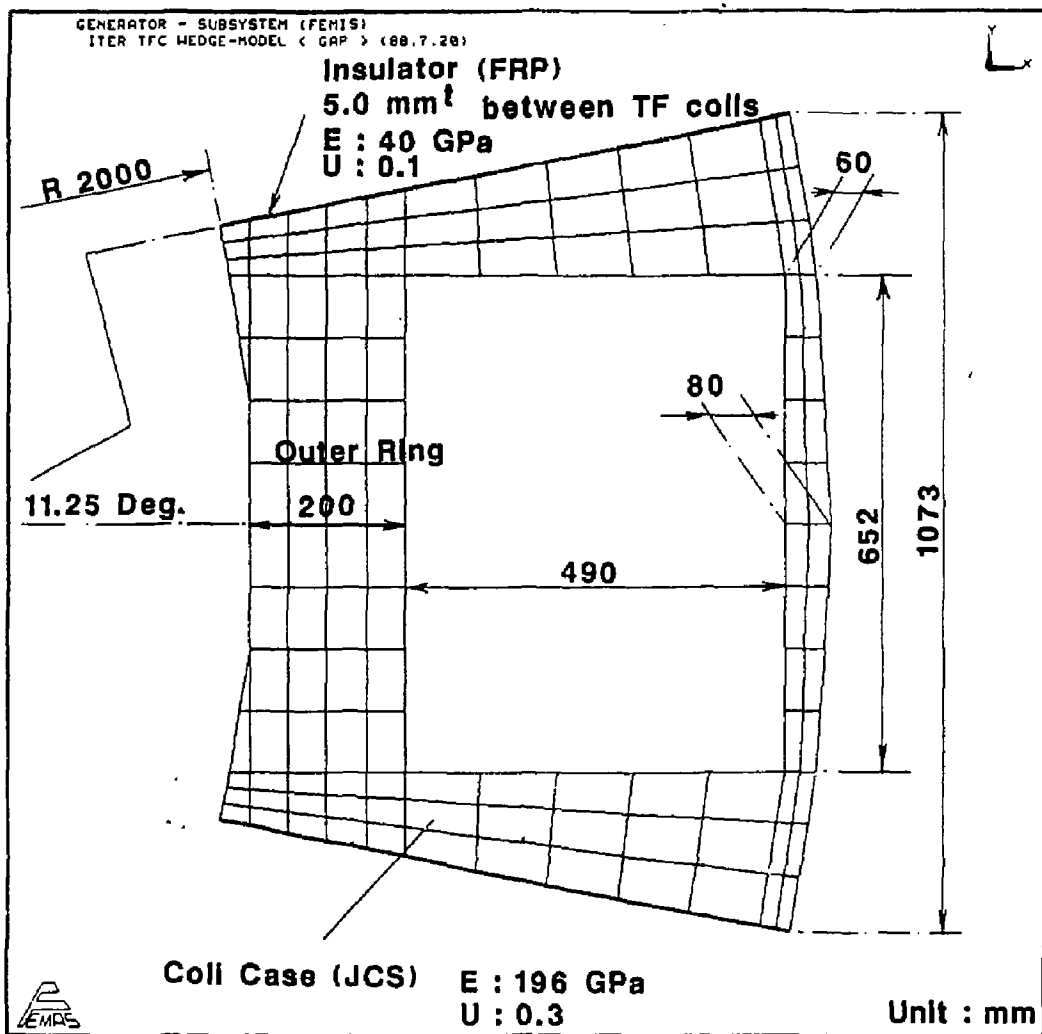 GENERATOR - SUBSYSTEM (FEMIS)
ITER TFC WEDGE-MODEL < GAP > (88.7.20)
Y
X
Insulator (FRP)
5.0 mm t between TF coils
E : 40 GPa
U : 0.1
R 2000
60
80
Outer Ring
11.25 Deg.
200
490
652
1073
Coil Case (JCS)
E : 196 GPa
U : 0.3
Unit : mm
FEMAS